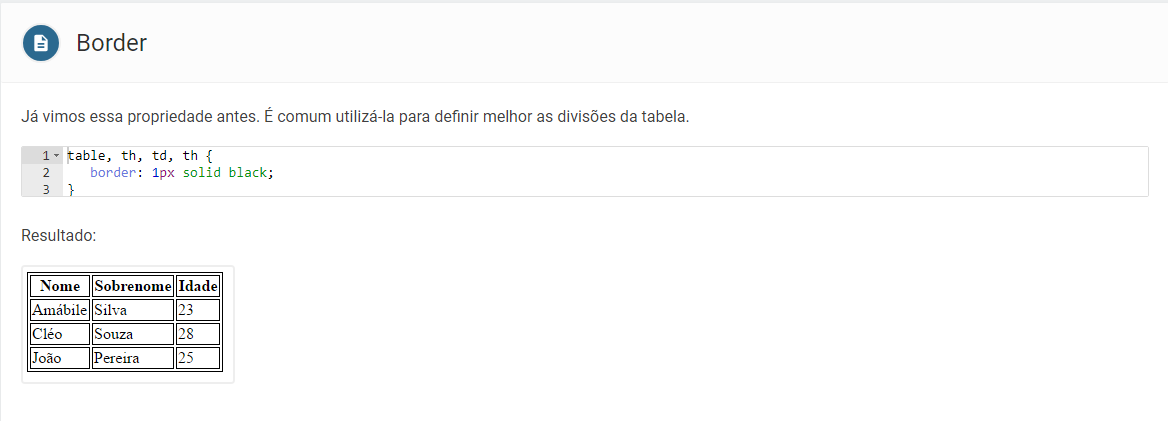 Border
Já vimos essa propriedade antes. É comum utilizá-la para definir melhor as divisões da tabela.
1 table, th, td, th {
2 border: 1px solid black;
3 }
Resultado:
Nome Sobrenome Idade
Amábile Silva 23
Cléo Souza 28
João Pereira 25